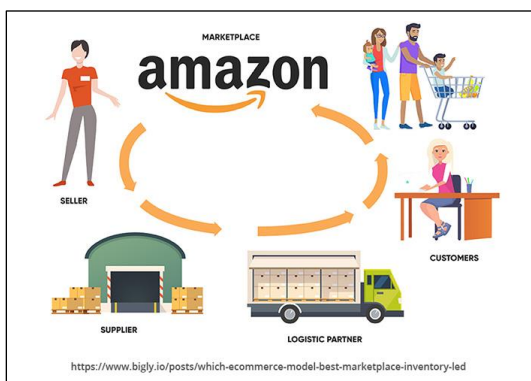 MARKETPLACE
amazon
SELLER
CUSTOMERS
SUPPLIER
LOGISTIC PARTNER
https://www.bigly.io/posts/which-ecommerce-model-best-marketplace-inventory-led